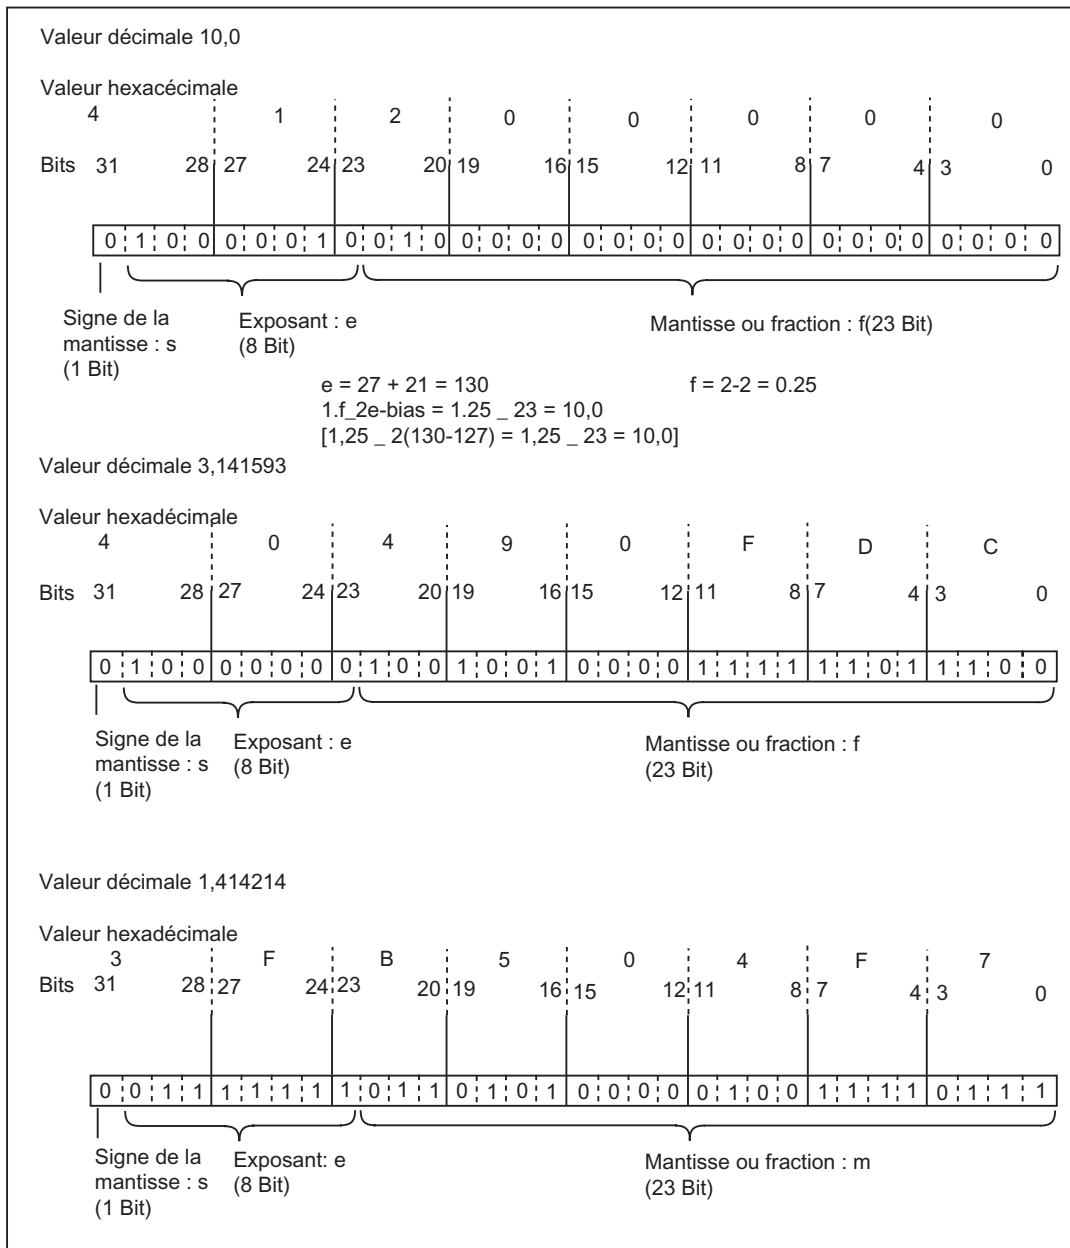 Valeur décimale 10,0
Valeur hexacécimale
4 1 2 0 0 0 0 0
Bits 31 28 27 24 23 20 19 16 15 12 11 8 7 4 3 0
0 1 0 0 0 0 0 1 0 0 1 0 0 0 0 0 0 0 0 0 0 0 0 0 0 0 0 0 0 0 0 0
Signe de la mantisse : s (1 Bit)
Exposant : e (8 Bit)
Mantisse ou fraction : f(23 Bit)
e = 27 + 21 = 130 f = 2-2 = 0.25
1.f_2e-bias = 1.25 _ 23 = 10,0
[1,25 _ 2(130-127) = 1,25 _ 23 = 10,0]
Valeur décimale 3,141593
Valeur hexadécimale
4 0 4 9 0 F D C
Bits 31 28 27 24 23 20 19 16 15 12 11 8 7 4 3 0
0 1 0 0 0 0 0 0 0 1 0 0 1 0 0 1 0 0 0 0 1 1 1 1 1 1 0 1 1 1 0 0
Signe de la mantisse : s (1 Bit)
Exposant : e (8 Bit)
Mantisse ou fraction : f (23 Bit)
Valeur décimale 1,414214
Valeur hexadécimale
3 F B 5 0 4 F 7
Bits 31 28 27 24 23 20 19 16 15 12 11 8 7 4 3 0
0 0 1 1 1 1 1 1 1 0 1 1 0 1 0 1 0 0 0 0 0 1 0 0 1 1 1 1 0 1 1 1
Signe de la mantisse : s (1 Bit)
Exposant: e (8 Bit)
Mantisse ou fraction : m (23 Bit)